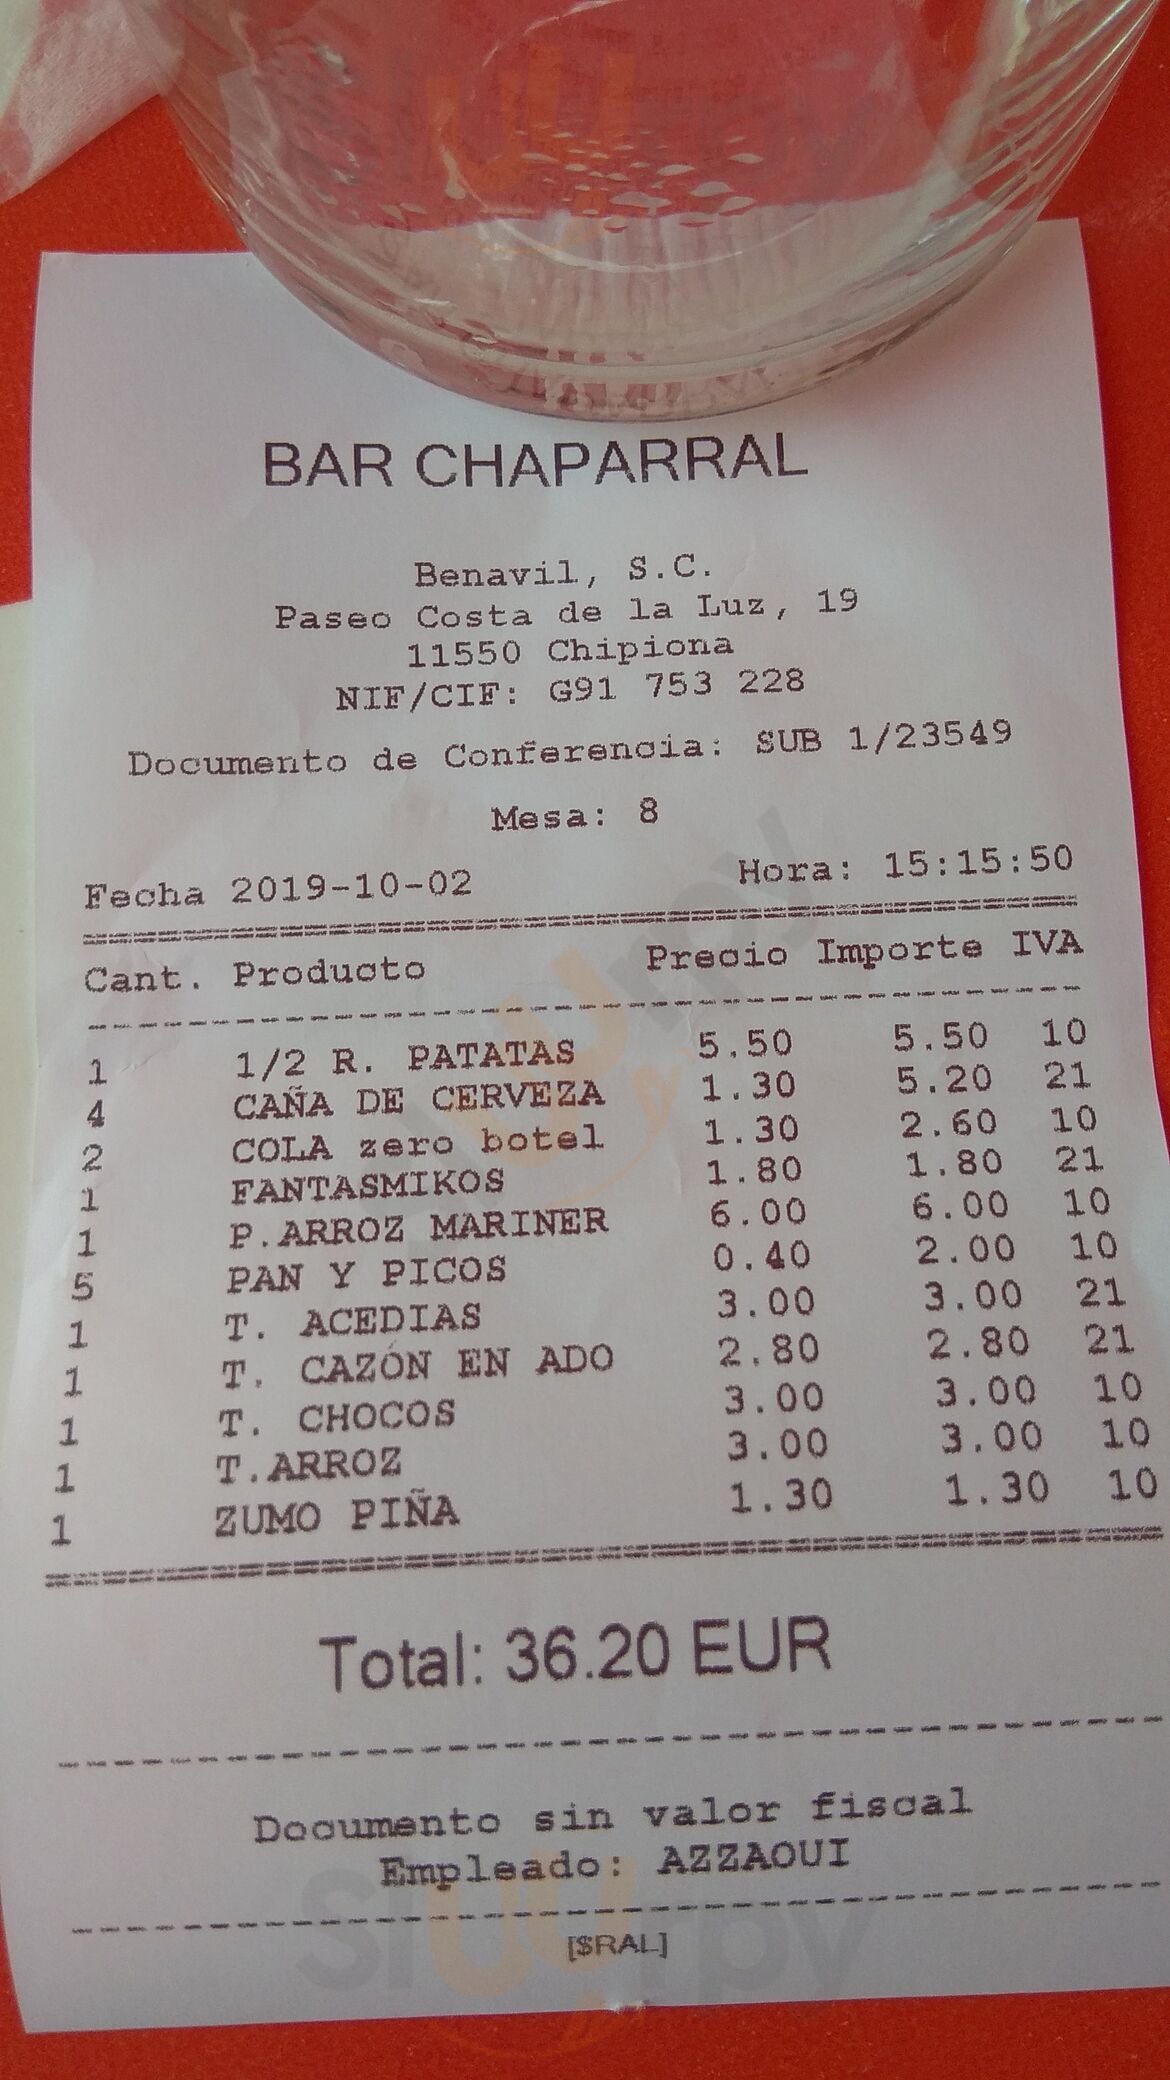 BAR CHAPARRAL
Benavil, S.C.
Paseo Costa de la Luz, 19
11550 Chipiona
NIF/CIF: G91 753 228
Documento de Conferencia: SUB 1/23549
Mesa: 8
Fecha 2019-10-02 Hora: 15:15:50
Cant. Producto Precio Importe IVA
1 1/2 R. PATATAS 5.50 5.50 10
4 CAÑA DE CERVEZA 1.30 5.20 21
2 COLA zero botel 1.30 2.60 10
1 FANTASMIKOS 1.80 1.80 21
1 P.ARROZ MARINER 6.00 6.00 10
5 PAN Y PICOS 0.40 2.00 10
1 T. ACEDIAS 3.00 3.00 21
1 T. CAZÓN EN ADO 2.80 2.80 21
1 T. CHOCOS 3.00 3.00 10
1 T.ARROZ 3.00 3.00 10
1 ZUMO PIÑA 1.30 1.30 10
Total: 36.20 EUR
Documento sin valor fiscal
Empleado: AZZAOUI
[$RAL]
Slurpy
Slurpy